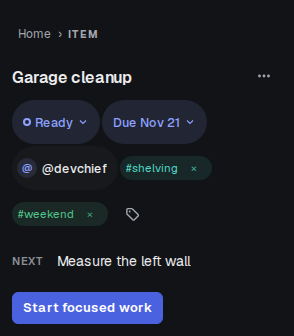 Home › ITEM
Garage cleanup
Ready Due Nov 21
@ @devchief #shelving ×
#weekend ×
NEXT Measure the left wall
Start focused work